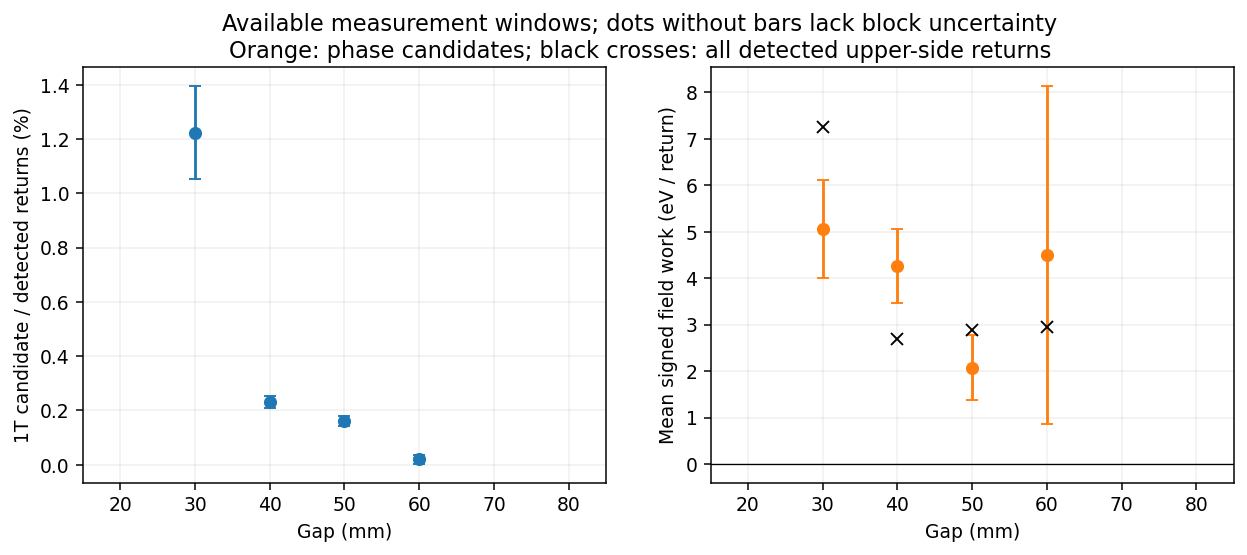 Available measurement windows; dots without bars lack block uncertainty
Orange: phase candidates; black crosses: all detected upper-side returns
1T candidate / detected returns (%)
1.4
1.2
1.0
0.8
0.6
0.4
0.2
0.0
20 30 40 50 60 70 80
Gap (mm)
Mean signed field work (eV / return)
8
7
6
5
4
3
2
1
0
20 30 40 50 60 70 80
Gap (mm)